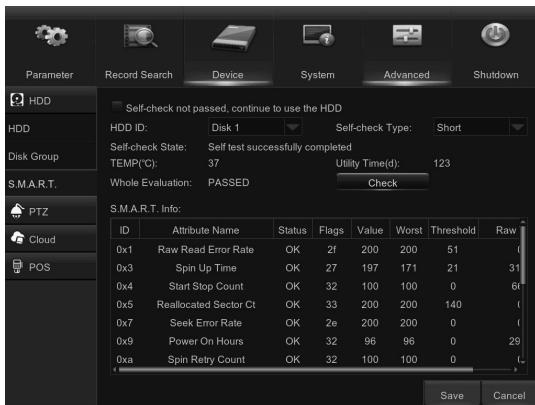 Parameter Record Search Device System Advanced Shutdown
HDD
HDD
Disk Group
S.M.A.R.T.
PTZ
Cloud
POS
Self-check not passed, continue to use the HDD
HDD ID: Disk 1 Self-check Type: Short
Self-check State: Self test successfully completed
TEMP(℃): 37 Utility Time(d): 123
Whole Evaluation: PASSED Check
S.M.A.R.T. Info:
ID Attribute Name Status Flags Value Worst Threshold Raw
0x1 Raw Read Error Rate OK 2f 200 200 51
0x3 Spin Up Time OK 27 197 171 21 31
0x4 Start Stop Count OK 32 100 100 0
0x5 Reallocated Sector Ct OK 33 200 200 140
0x7 Seek Error Rate OK 2e 200 200 0
0x9 Power On Hours OK 32 96 96 0 29
0xa Spin Retry Count OK 32 100 100 0
Save Cancel